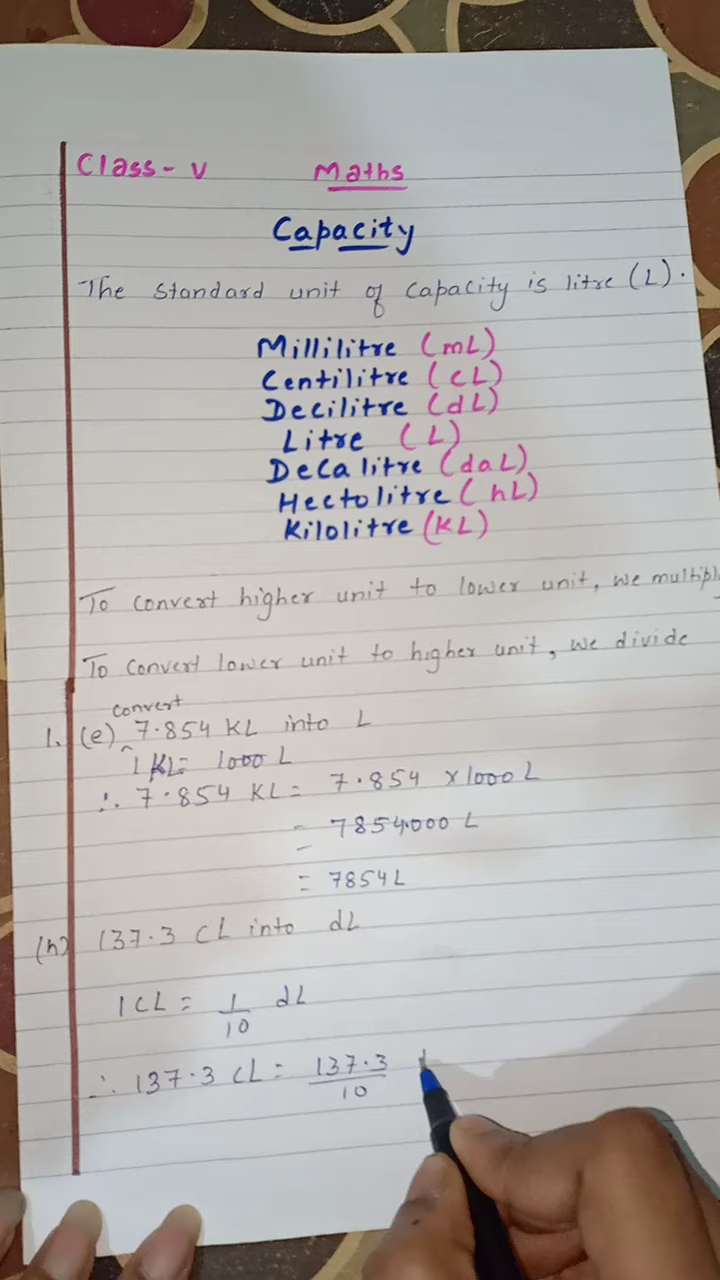 Class - V Maths
Capacity
The standard unit of capacity is litre (L).
Millilitre (mL)
Centilitre (CL)
Decilitre (dL)
Litre (L)
Decalitre (daL)
Hectolitre (hL)
Kilolitre (KL)
To convert higher unit to lower unit, we multipl
To convert lower unit to higher unit, we divide
convert
1. (e) ^ 7.854 KL into L
1 KL = 1000 L
∴ 7.854 KL = 7.854 x 1000 L
= 7854.000 L
= 7854 L
(h) 137.3 CL into dL
1 CL = 1/10 dL
∴ 137.3 CL = 137.3/10